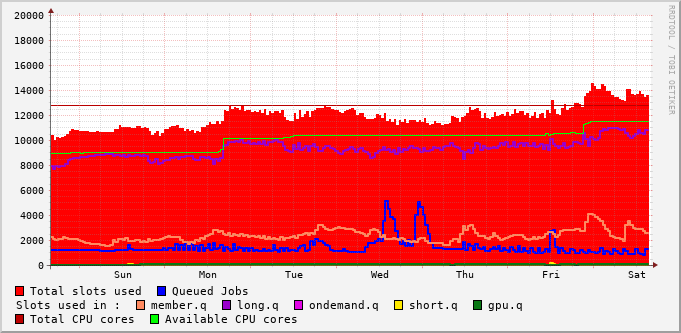 20000
18000
16000
14000
12000
10000
8000
6000
4000
2000
0
Sun Mon Tue Wed Thu Fri Sat
Total slots used Queued Jobs
Slots used in : member.q long.q ondemand.q short.q gpu.q
Total CPU cores Available CPU cores
RRDTOOL / TOBI OETIKER